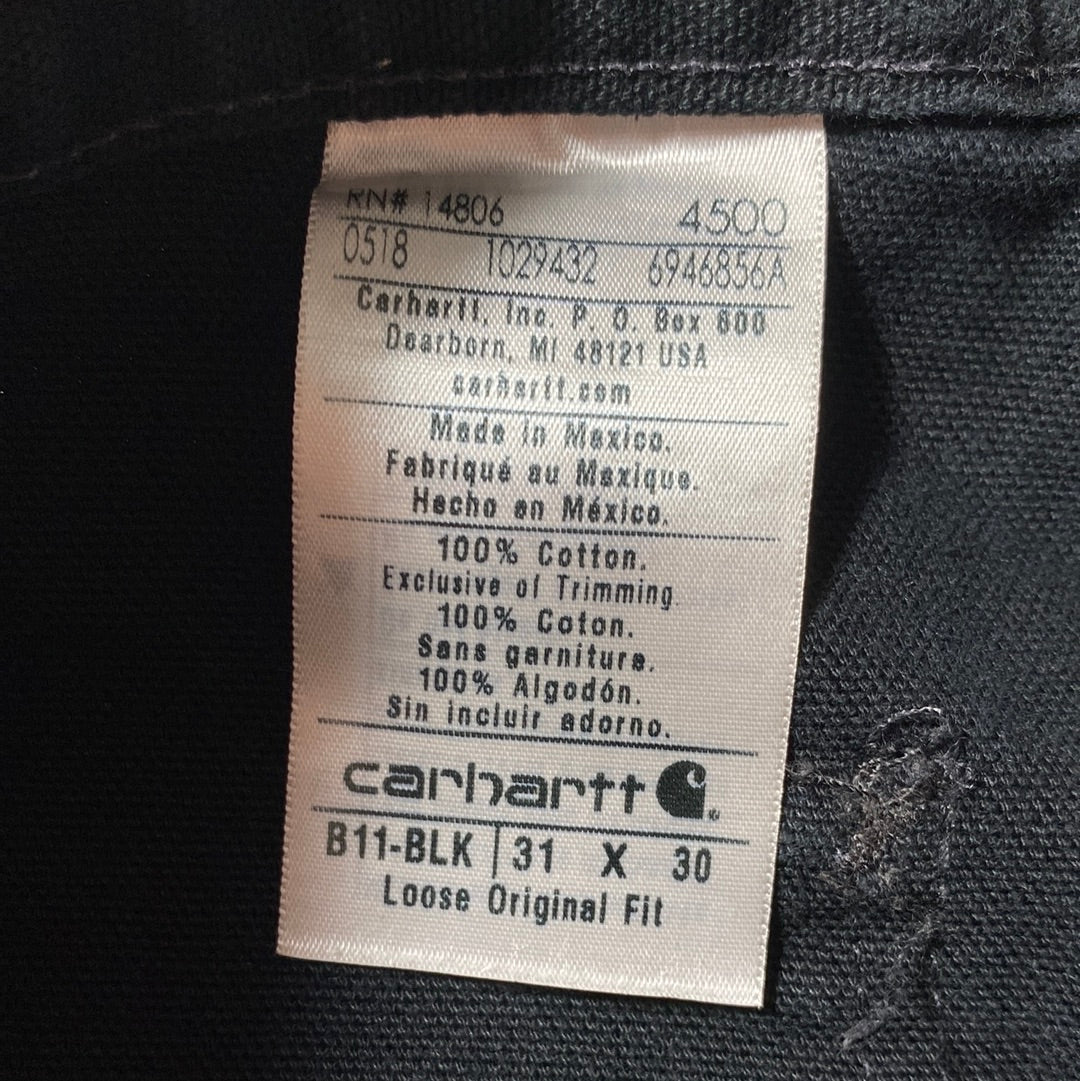 RN# 14806 4500
0518 1029432 6946856A
Carhartt, Inc. P. O. Box 600
Dearborn, MI 48121 USA
carhartt.com
Made in Mexico.
Fabriqué au Mexique.
Hecho en México.
100% Cotton.
Exclusive of Trimming.
100% Coton.
Sans garniture.
100% Algodón.
Sin incluir adorno.
carhartt
B11-BLK | 31 X 30
Loose Original Fit